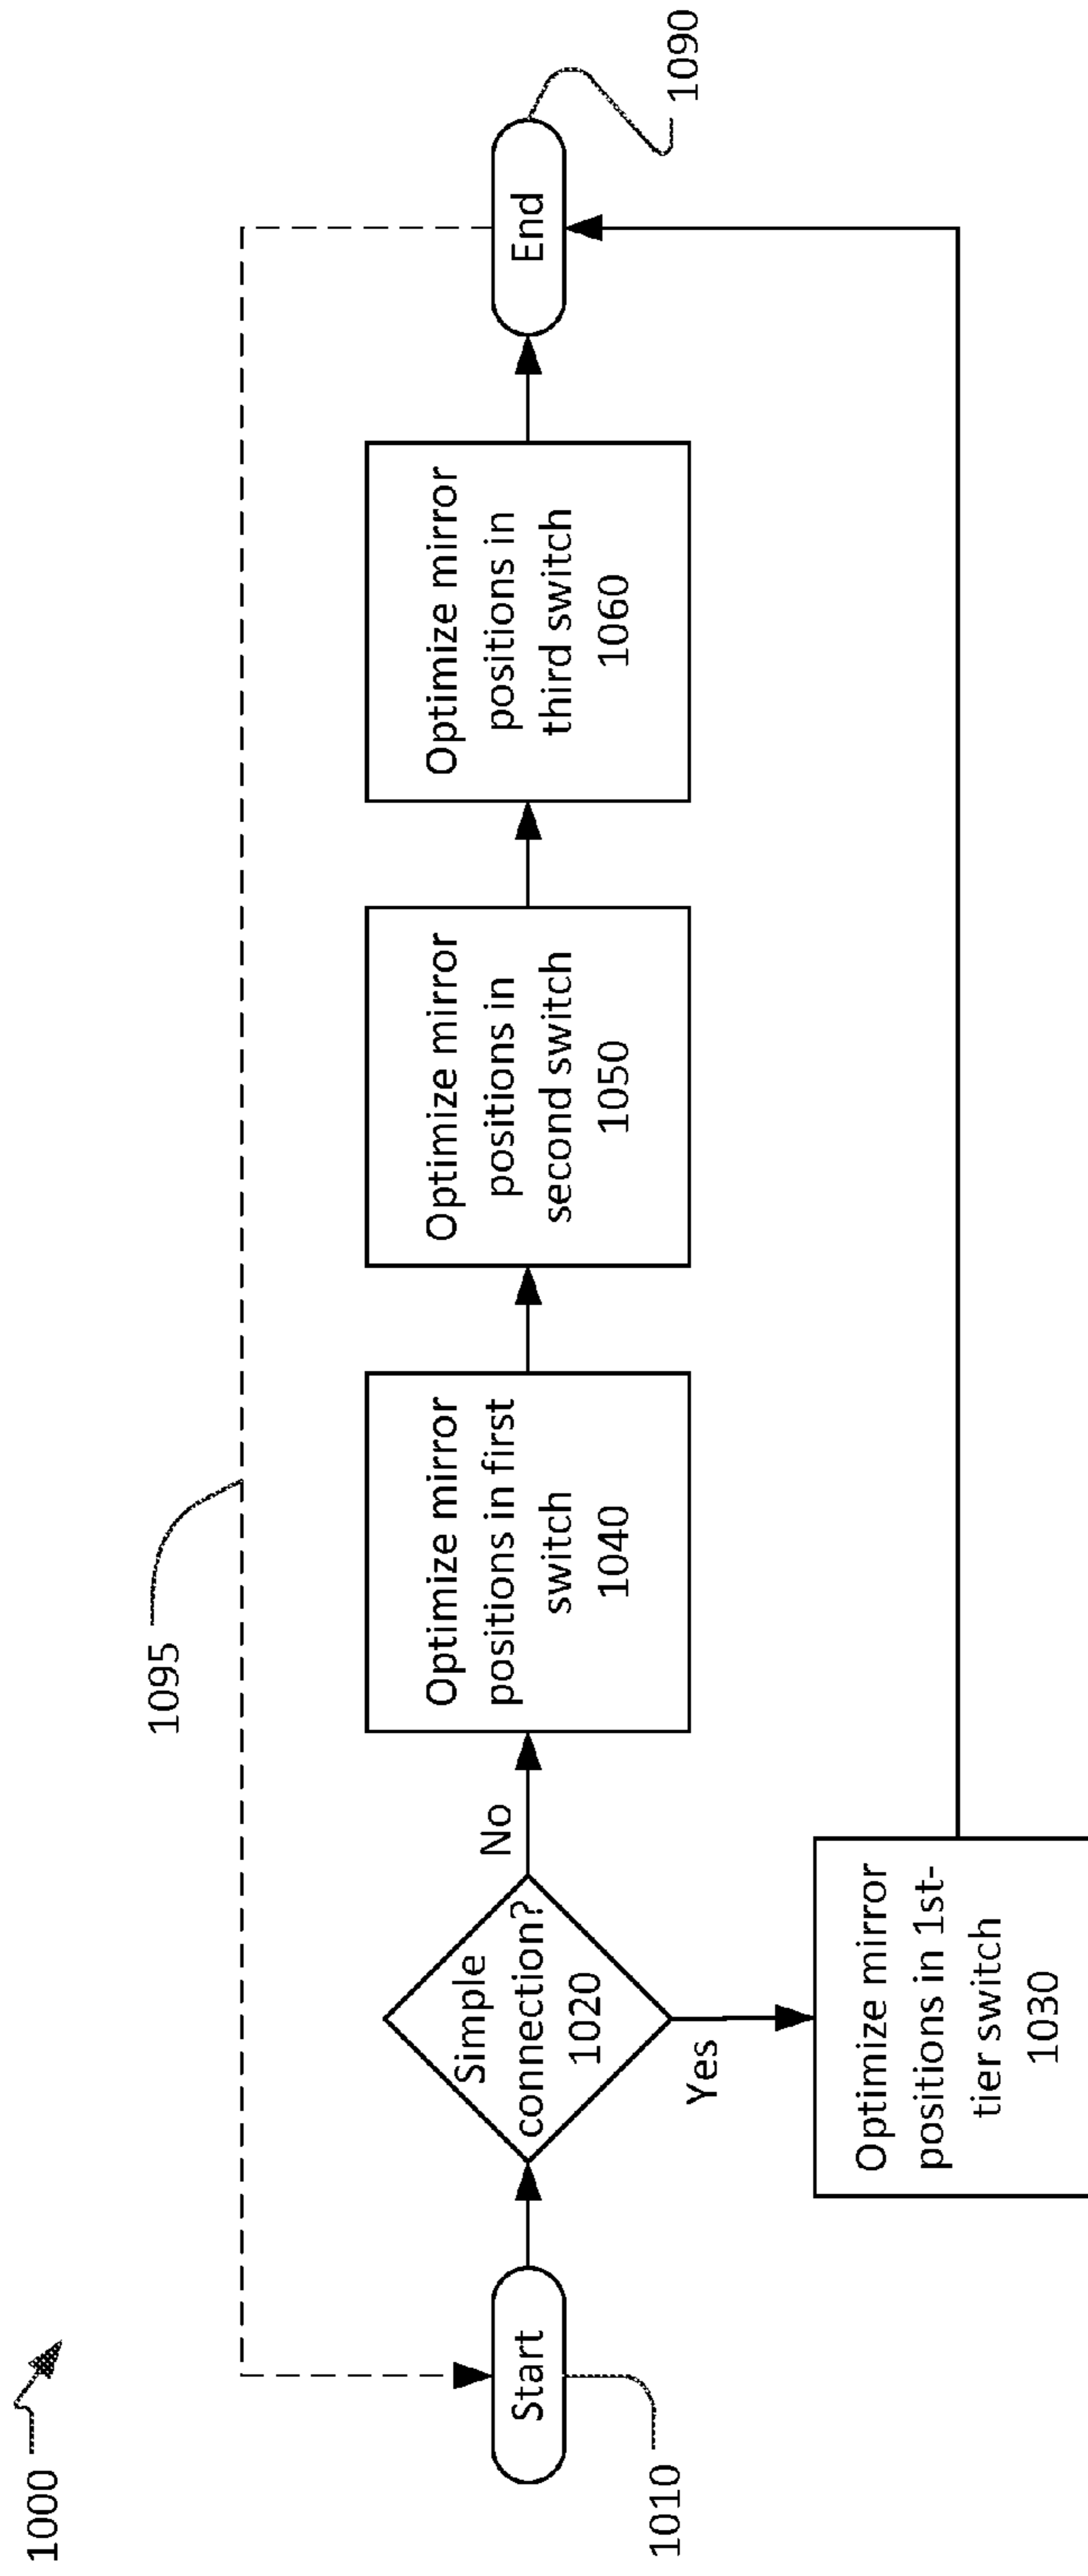 1000
1095
Start
1010
Simple
connection?
1020
No
Yes
Optimize mirror
positions in 1st-
tier switch
1030
Optimize mirror
positions in first
switch
1040
Optimize mirror
positions in
second switch
1050
Optimize mirror
positions in
third switch
1060
End
1090